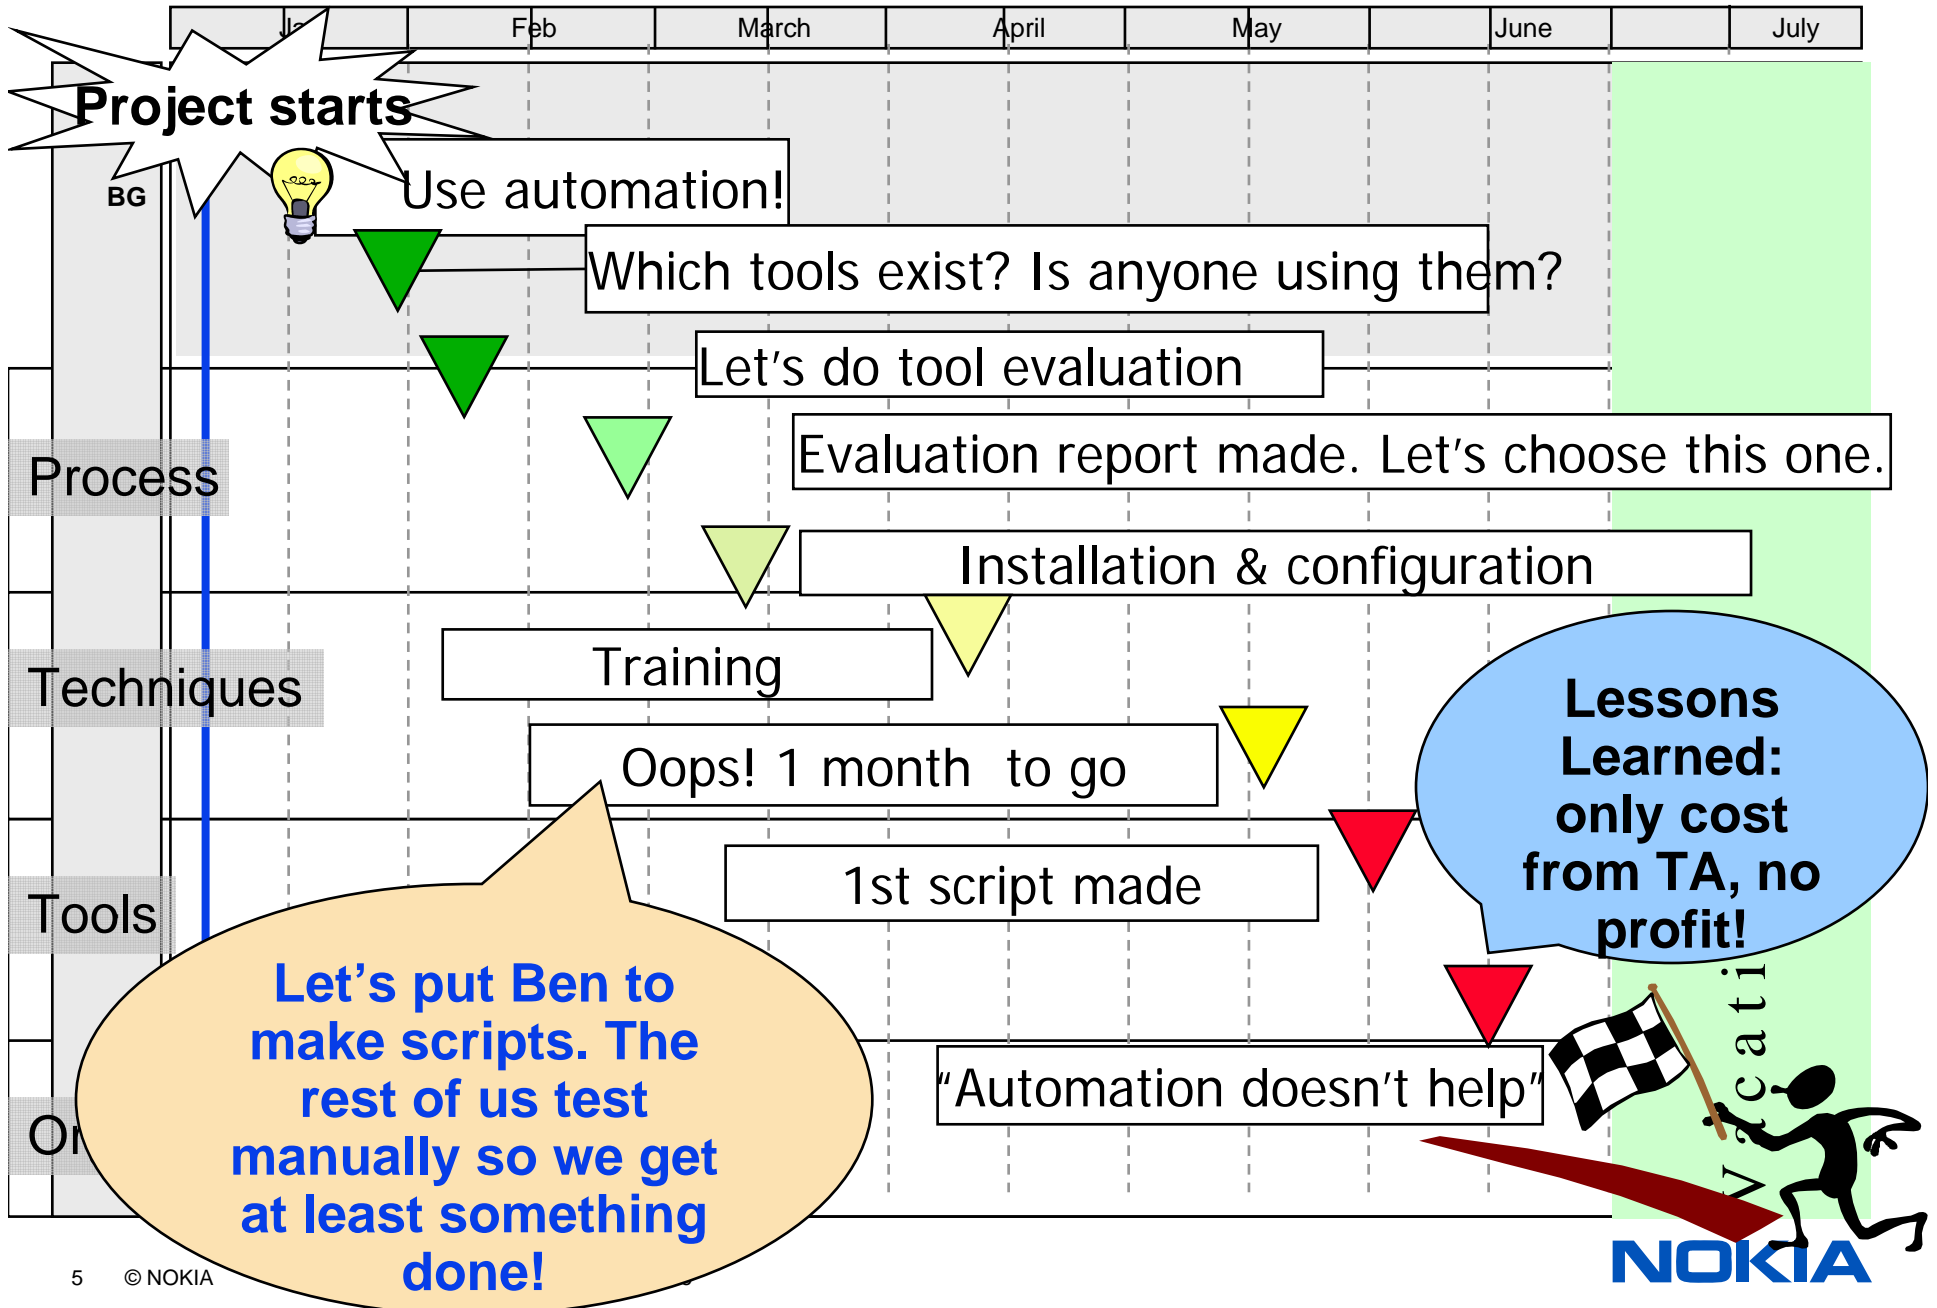 Feb March April May June July
Project starts
BG
Use automation!
Which tools exist? Is anyone using them?
Let's do tool evaluation
Evaluation report made. Let's choose this one.
Process
Installation & configuration
Training
Techniques
Oops! 1 month to go
Lessons
Learned:
only cost
from TA, no
profit!
1st script made
Tools
Let's put Ben to
make scripts. The
rest of us test
manually so we get
at least something
done!
"Automation doesn't help"
NOKIA
5 © NOKIA